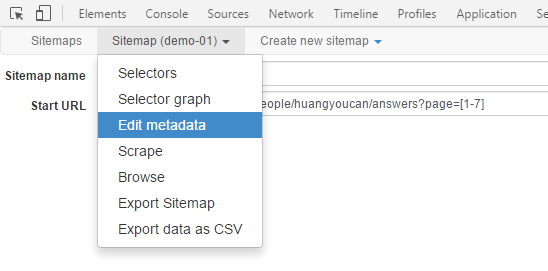 Elements Console Sources Network Timeline Profiles Application Se
Sitemaps Sitemap (demo-01) Create new sitemap
Sitemap name
Selectors
Start URL
Selector graph
eople/huangyoucan/answers?page=[1-7]
Edit metadata
Scrape
Browse
Export Sitemap
Export data as CSV